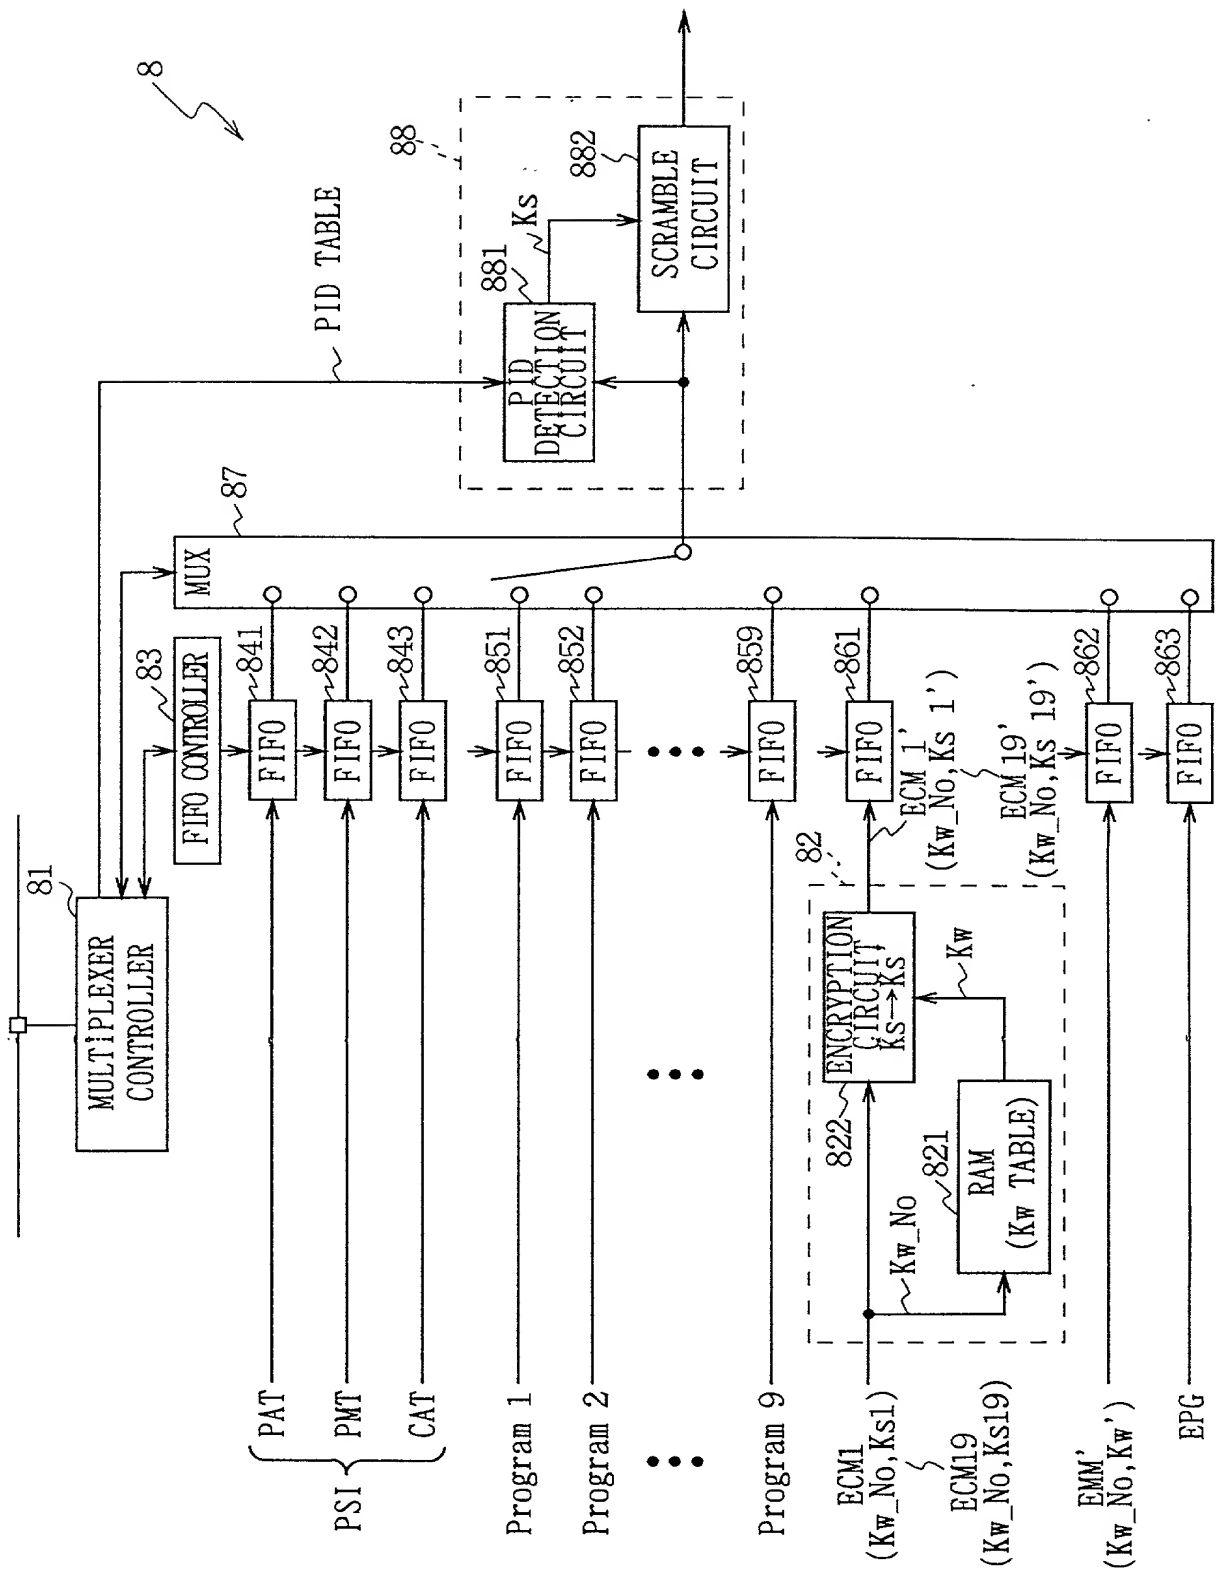 8
81
MULTIPLEXER
CONTROLLER
PID TABLE
83
FIFO CONTROLLER
87
MUX
88
881
PID
DETECTION
CIRCUIT
Ks
882
SCRAMBLE
CIRCUIT
PSI
PAT
FIFO
841
PMT
FIFO
842
CAT
FIFO
843
Program 1
FIFO
851
Program 2
FIFO
852
Program 9
FIFO
859
ECM1
(Kw_No,Ks1)
ECM19
(Kw_No,Ks19)
82
Kw_No
821
RAM
(Kw TABLE)
Kw
822
ENCRYPTION
CIRCUIT
Ks→Ks'
FIFO
861
ECM 1'
(Kw_No,Ks 1')
ECM 19'
(Kw_No,Ks 19')
EMM'
(Kw_No,Kw')
FIFO
862
EPG
FIFO
863